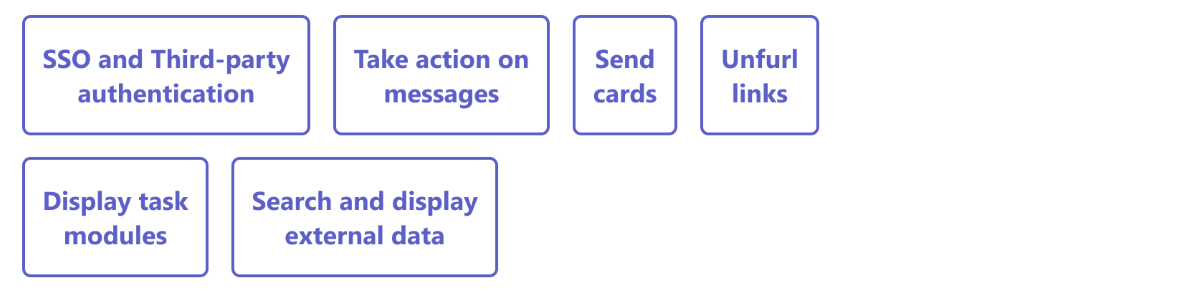 SSO and Third-party
authentication
Take action on
messages
Send
cards
Unfurl
links
Display task
modules
Search and display
external data